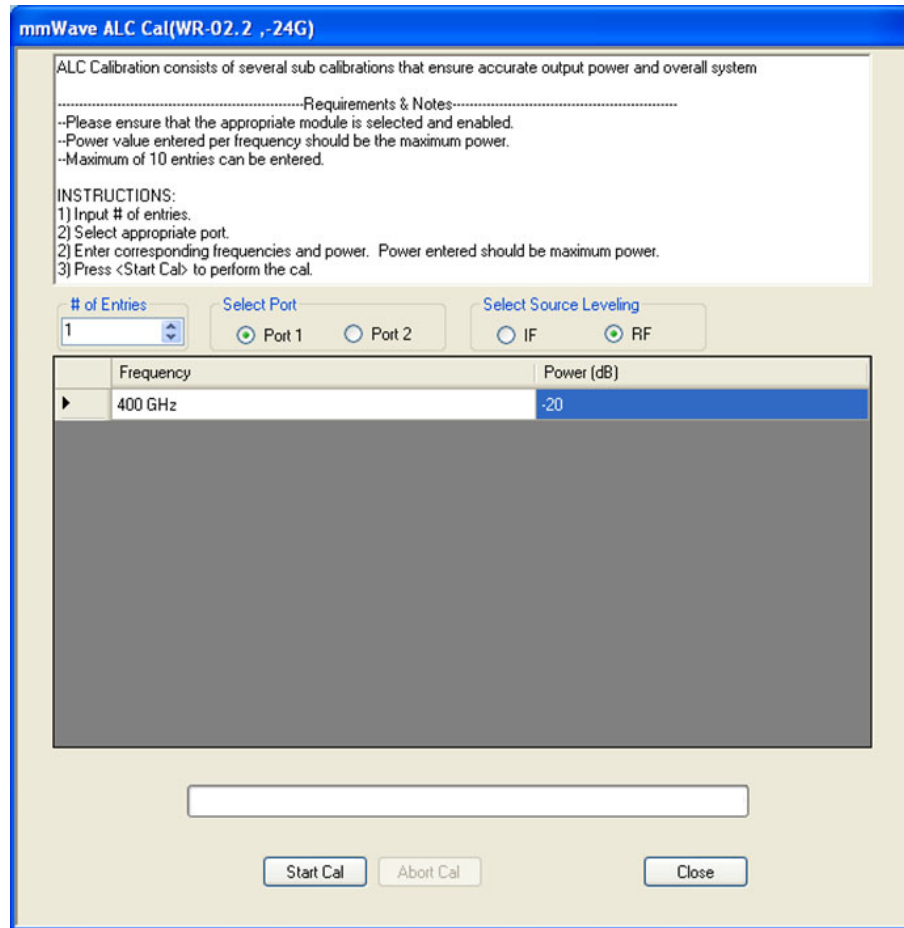 mmWave ALC Cal(WR-02.2 ,-24G)
ALC Calibration consists of several sub calibrations that ensure accurate output power and overall system
------------------------------------------------------------Requirements & Notes-------------------------------------------------------
--Please ensure that the appropriate module is selected and enabled.
--Power value entered per frequency should be the maximum power.
--Maximum of 10 entries can be entered.
INSTRUCTIONS:
1) Input # of entries.
2) Select appropriate port.
2) Enter corresponding frequencies and power.  Power entered should be maximum power.
3) Press <Start Cal> to perform the cal.
# of Entries Select Port Select Source Leveling
1 Port 1 Port 2 IF RF
Frequency Power (dB)
400 GHz -20
Start Cal Abort Cal Close